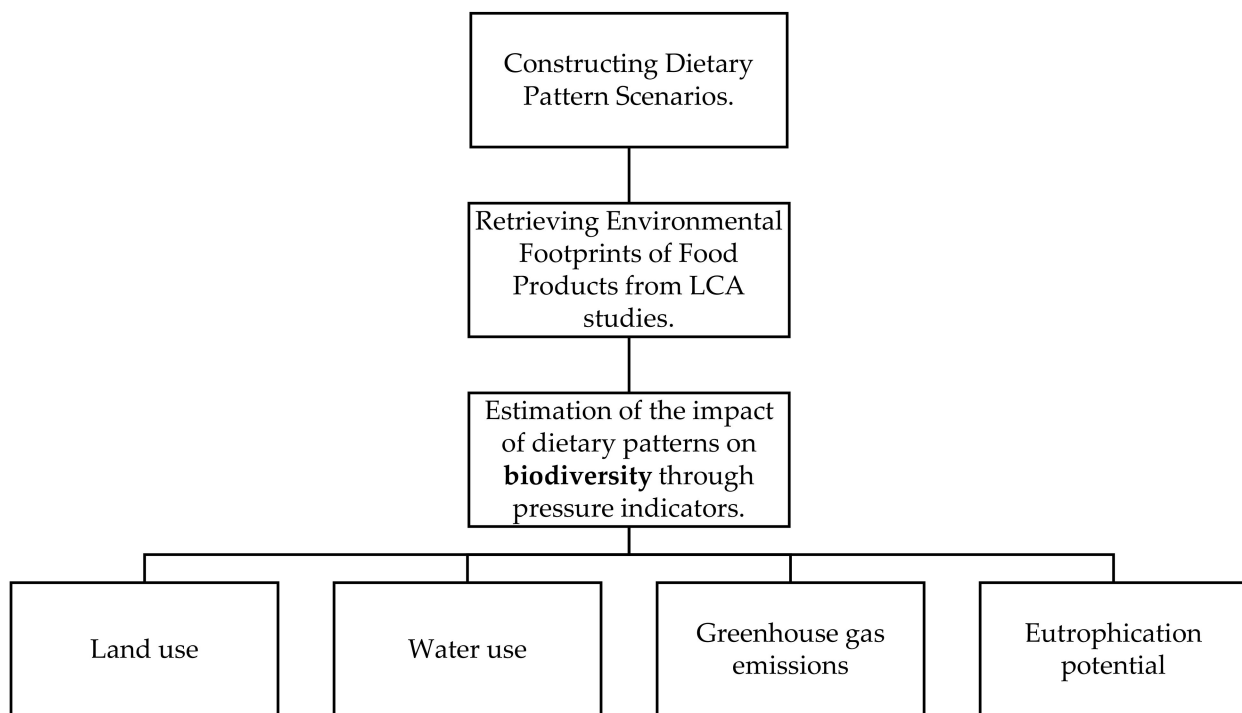 Constructing Dietary
Pattern Scenarios.
Retrieving Environmental
Footprints of Food
Products from LCA
studies.
Estimation of the impact
of dietary patterns on
biodiversity through
pressure indicators.
Land use
Water use
Greenhouse gas
emissions
Eutrophication
potential